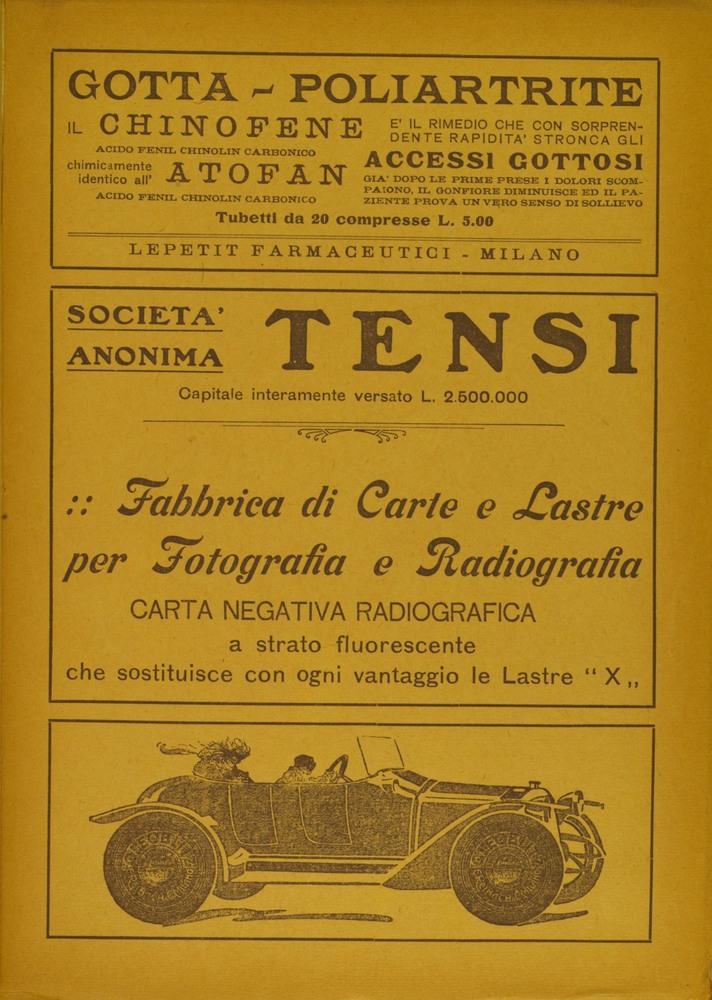 GOTTA - POLIARTRITE
IL CHINOFENE
ACIDO FENIL CHINOLIN CARBONICO
chimicamente
identico all' ATOFAN
ACIDO FENIL CHINOLIN CARBONICO
E' IL RIMEDIO CHE CON SORPREN-
DENTE RAPIDITA' STRONCA GLI
ACCESSI GOTTOSI
GIA' DOPO LE PRIME PRESE I DOLORI SCOM-
PAIONO, IL GONFIORE DIMINUISCE ED IL PA-
ZIENTE PROVA UN VERO SENSO DI SOLLIEVO
Tubetti da 20 compresse L. 5.00
LEPETIT FARMACEUTICI - MILANO
SOCIETA'
ANONIMA
TENSI
Capitale interamente versato L. 2.500.000
:: Fabbrica di Carte e Lastre
per Fotografia e Radiografia
CARTA NEGATIVA RADIOGRAFICA
a strato fluorescente
che sostituisce con ogni vantaggio le Lastre “ X „